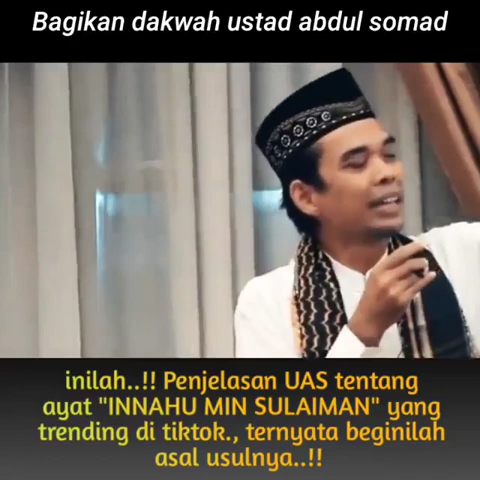 Bagikan dakwah ustad abdul somad
inilah..!! Penjelasan UAS tentang
ayat "INNAHU MIN SULAIMAN" yang
trending di tiktok., ternyata beginilah
asal usulnya..!!